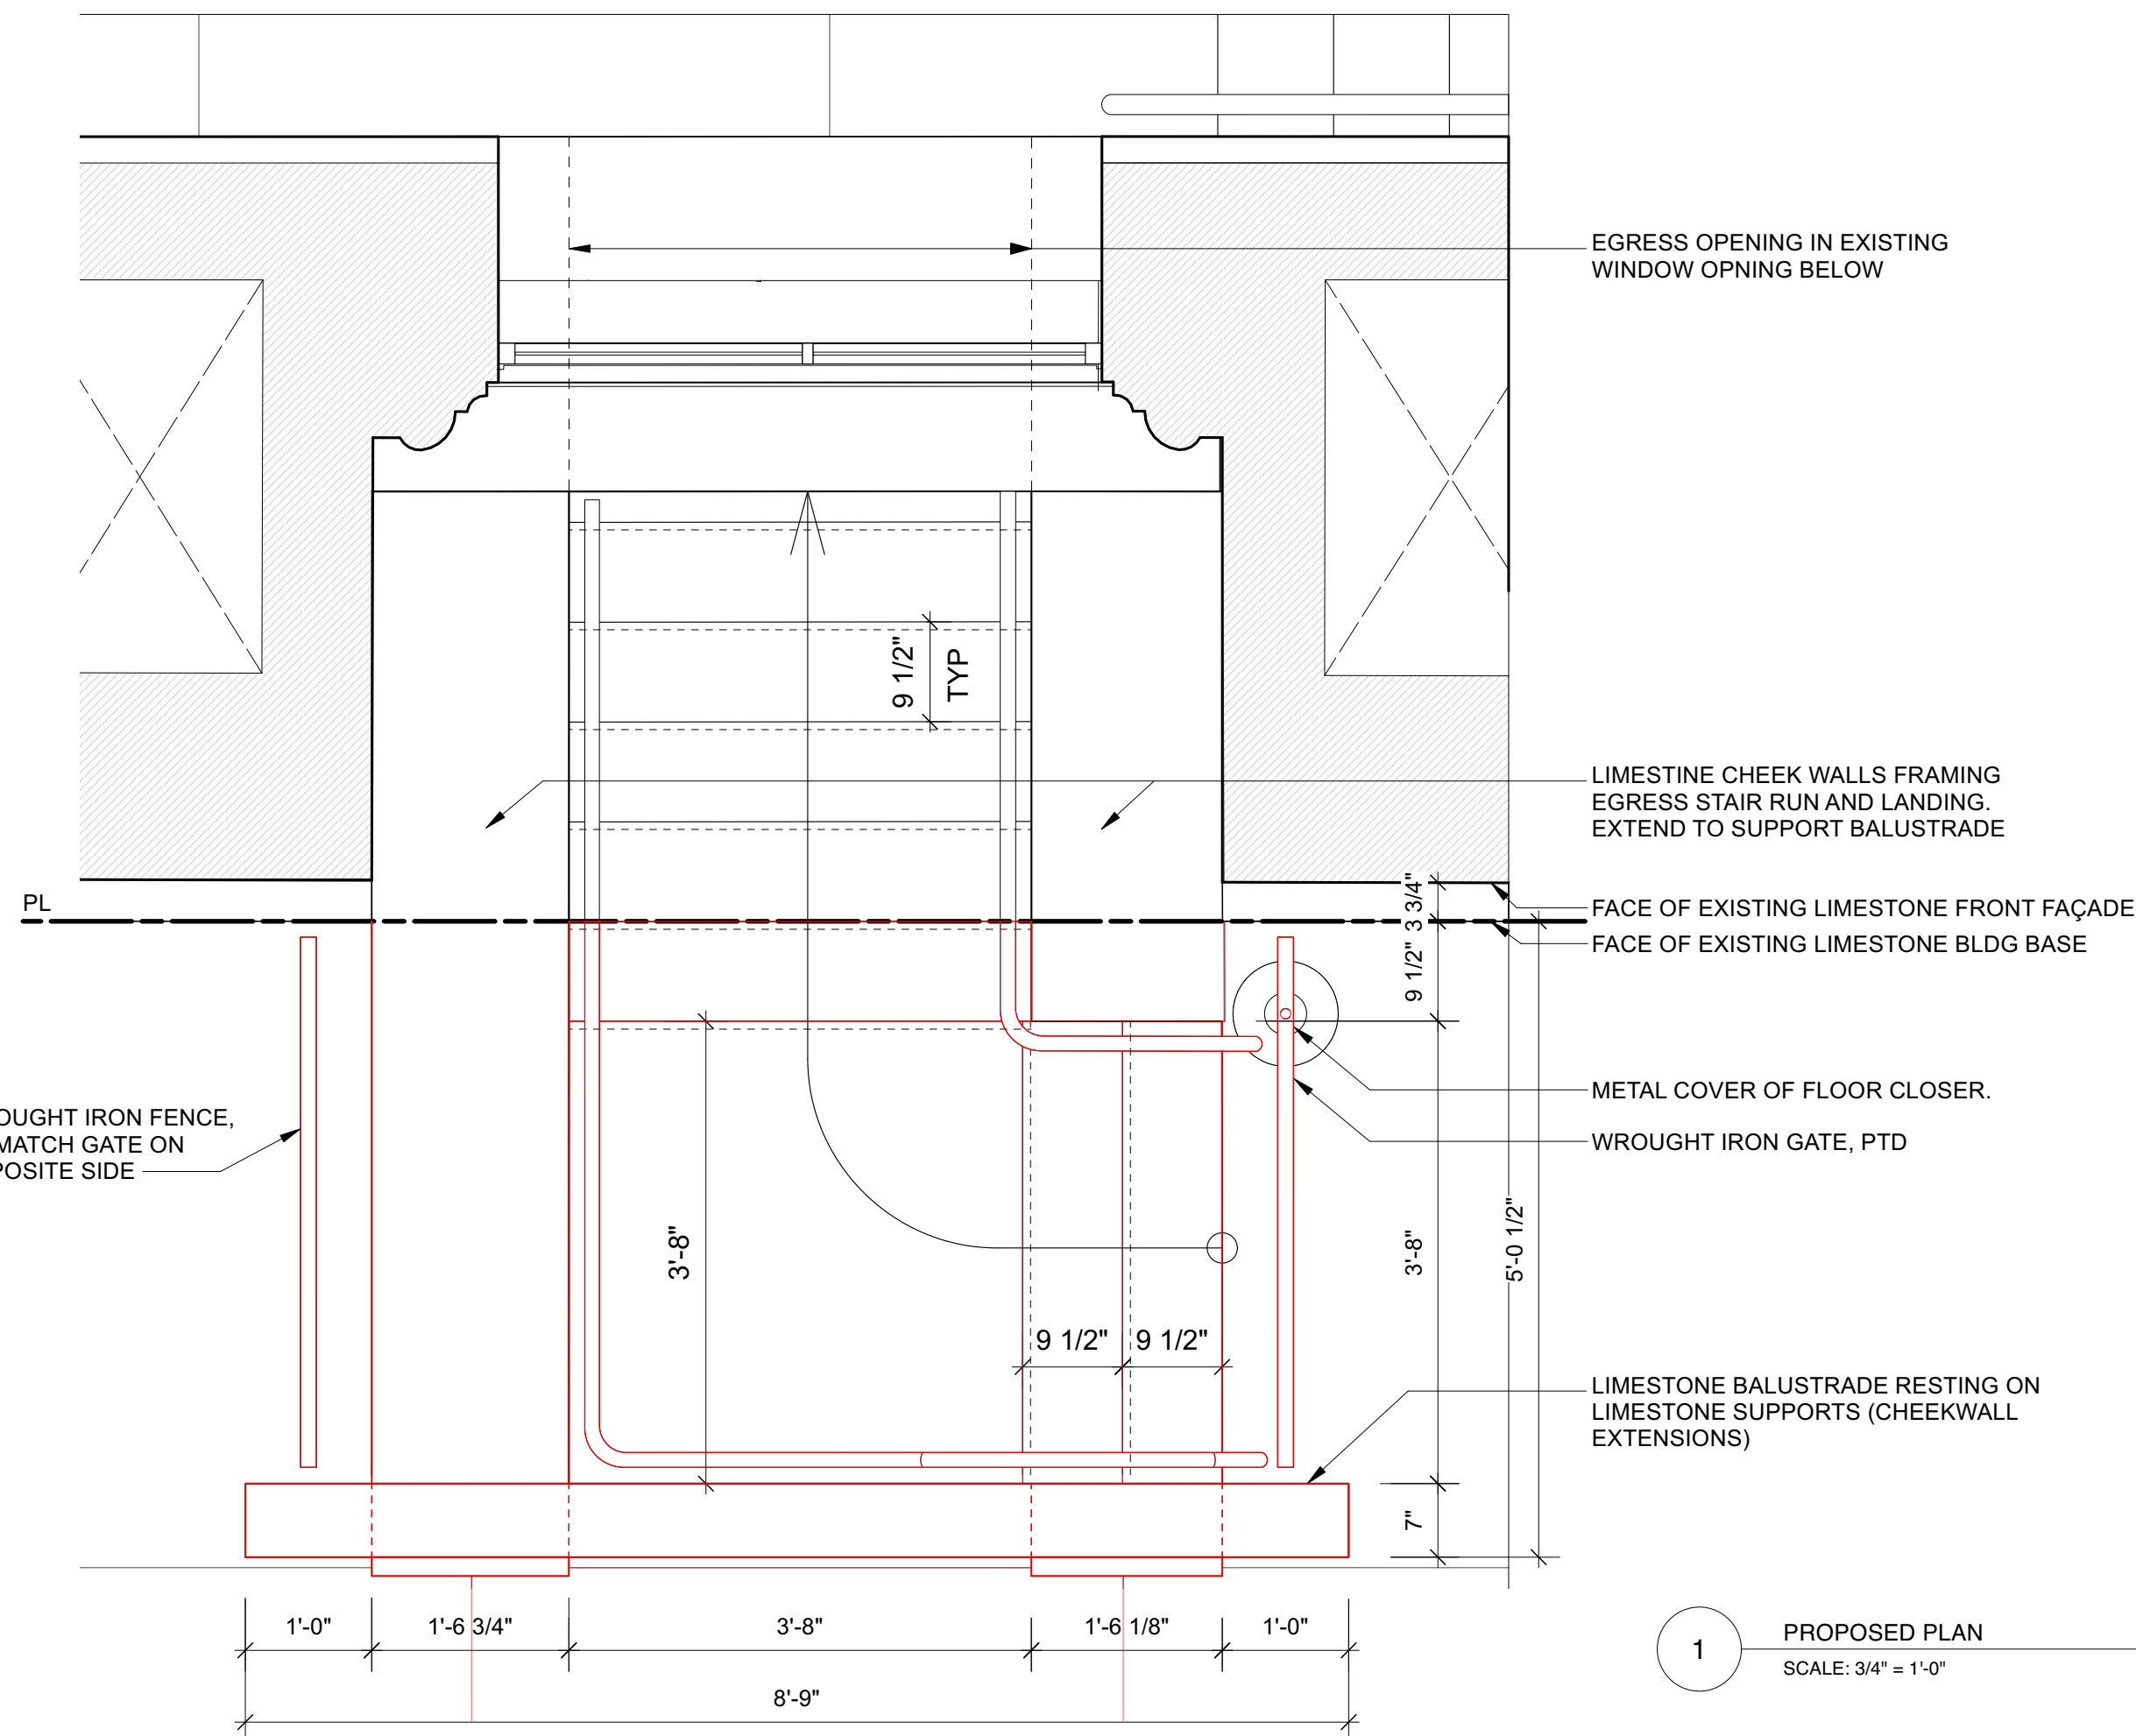 EGRESS OPENING IN EXISTING
WINDOW OPNING BELOW
9 1/2"
TYP
LIMESTINE CHEEK WALLS FRAMING
EGRESS STAIR RUN AND LANDING.
EXTEND TO SUPPORT BALUSTRADE
PL
3 3/4"
FACE OF EXISTING LIMESTONE FRONT FAÇADE
FACE OF EXISTING LIMESTONE BLDG BASE
9 1/2"
METAL COVER OF FLOOR CLOSER.
WROUGHT IRON GATE, PTD
OUGHT IRON FENCE,
MATCH GATE ON
POSITE SIDE
3'-8"
3'-8"
5'-0 1/2"
9 1/2"
9 1/2"
LIMESTONE BALUSTRADE RESTING ON
LIMESTONE SUPPORTS (CHEEKWALL
EXTENSIONS)
7"
1'-0"
1'-6 3/4"
3'-8"
1'-6 1/8"
1'-0"
8'-9"
1
PROPOSED PLAN
SCALE: 3/4" = 1'-0"